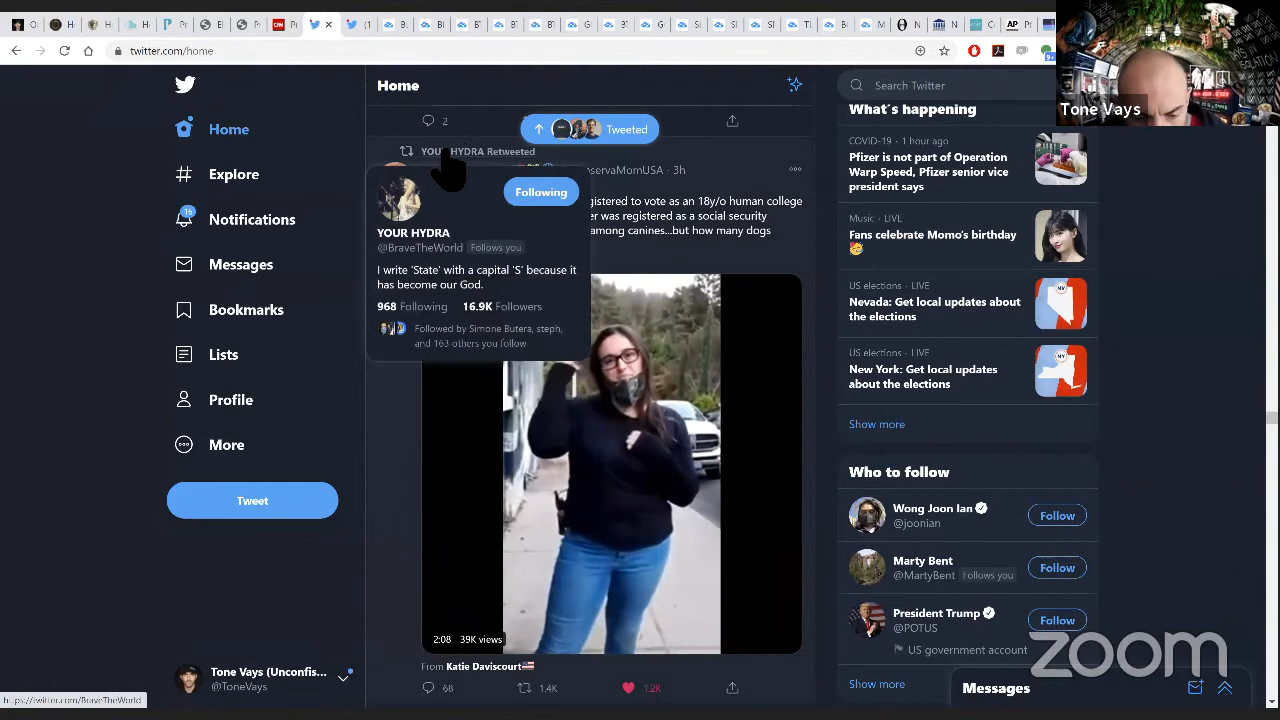 twitter.com/home
Home
Explore
Notifications
16
Messages
Bookmarks
Lists
Profile
More
Tweet
Tone Vays (Unconfis...
@ToneVays
https://twitter.com/BraveTheWorld
Home
2
Tweeted
YOUR HYDRA Retweeted
servaMomUSA · 3h
gistered to vote as an 18y/o human college
er was registered as a social security
among canines...but how many dogs
Following
YOUR HYDRA
@BraveTheWorld Follows you
I write 'State' with a capital 'S' because it
has become our God.
968 Following 16.9K Followers
Followed by Simone Butera, steph,
and 163 others you follow
2:08 39K views
From Katie Daviscourt🇺🇸
68 1.4K 1.2K
Search Twitter
What's happening
COVID-19 · 1 hour ago
Pfizer is not part of Operation
Warp Speed, Pfizer senior vice
president says
Music · LIVE
Fans celebrate Momo's birthday
🥳
US elections · LIVE
Nevada: Get local updates about
the elections
US elections · LIVE
New York: Get local updates
about the elections
Show more
Who to follow
Wong Joon Ian
@joonian
Follow
Marty Bent
@MartyBent Follows you
Follow
President Trump
@POTUS
Follow
US government account
Show more
Messages
Tone Vays
zoom